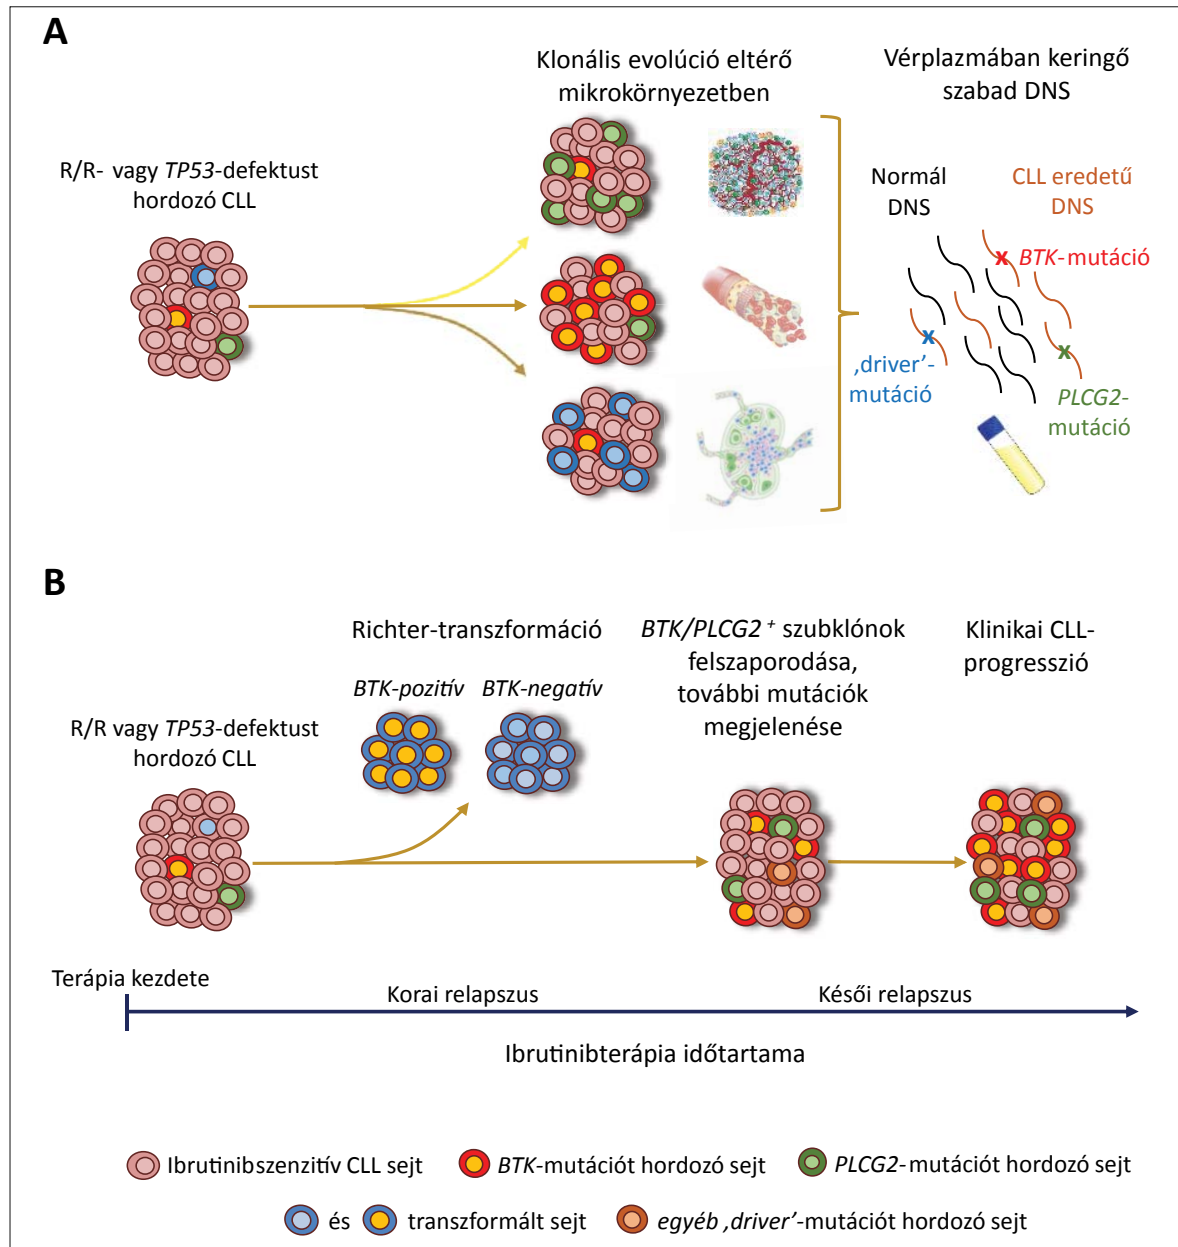 A
Klonális evolúció eltérő
mikrokörnyezetben
Vérplazmában keringő
szabad DNS
R/R- vagy TP53-defektust
hordozó CLL
Normál
DNS
CLL eredetű
DNS
x BTK-mutáció
x
‚driver’-
mutáció
x
PLCG2-
mutáció
B
Richter-transzformáció
BTK-pozitív BTK-negatív
BTK/PLCG2⁺ szubklónok
felszaporodása,
további mutációk
megjelenése
Klinikai CLL-
progresszió
R/R vagy TP53-defektust
hordozó CLL
Terápia kezdete
Korai relapszus
Késői relapszus
Ibrutinibterápia időtartama
Ibrutinibszenzitív CLL sejt
BTK-mutációt hordozó sejt
PLCG2-mutációt hordozó sejt
és transzformált sejt
egyéb ‚driver’-mutációt hordozó sejt